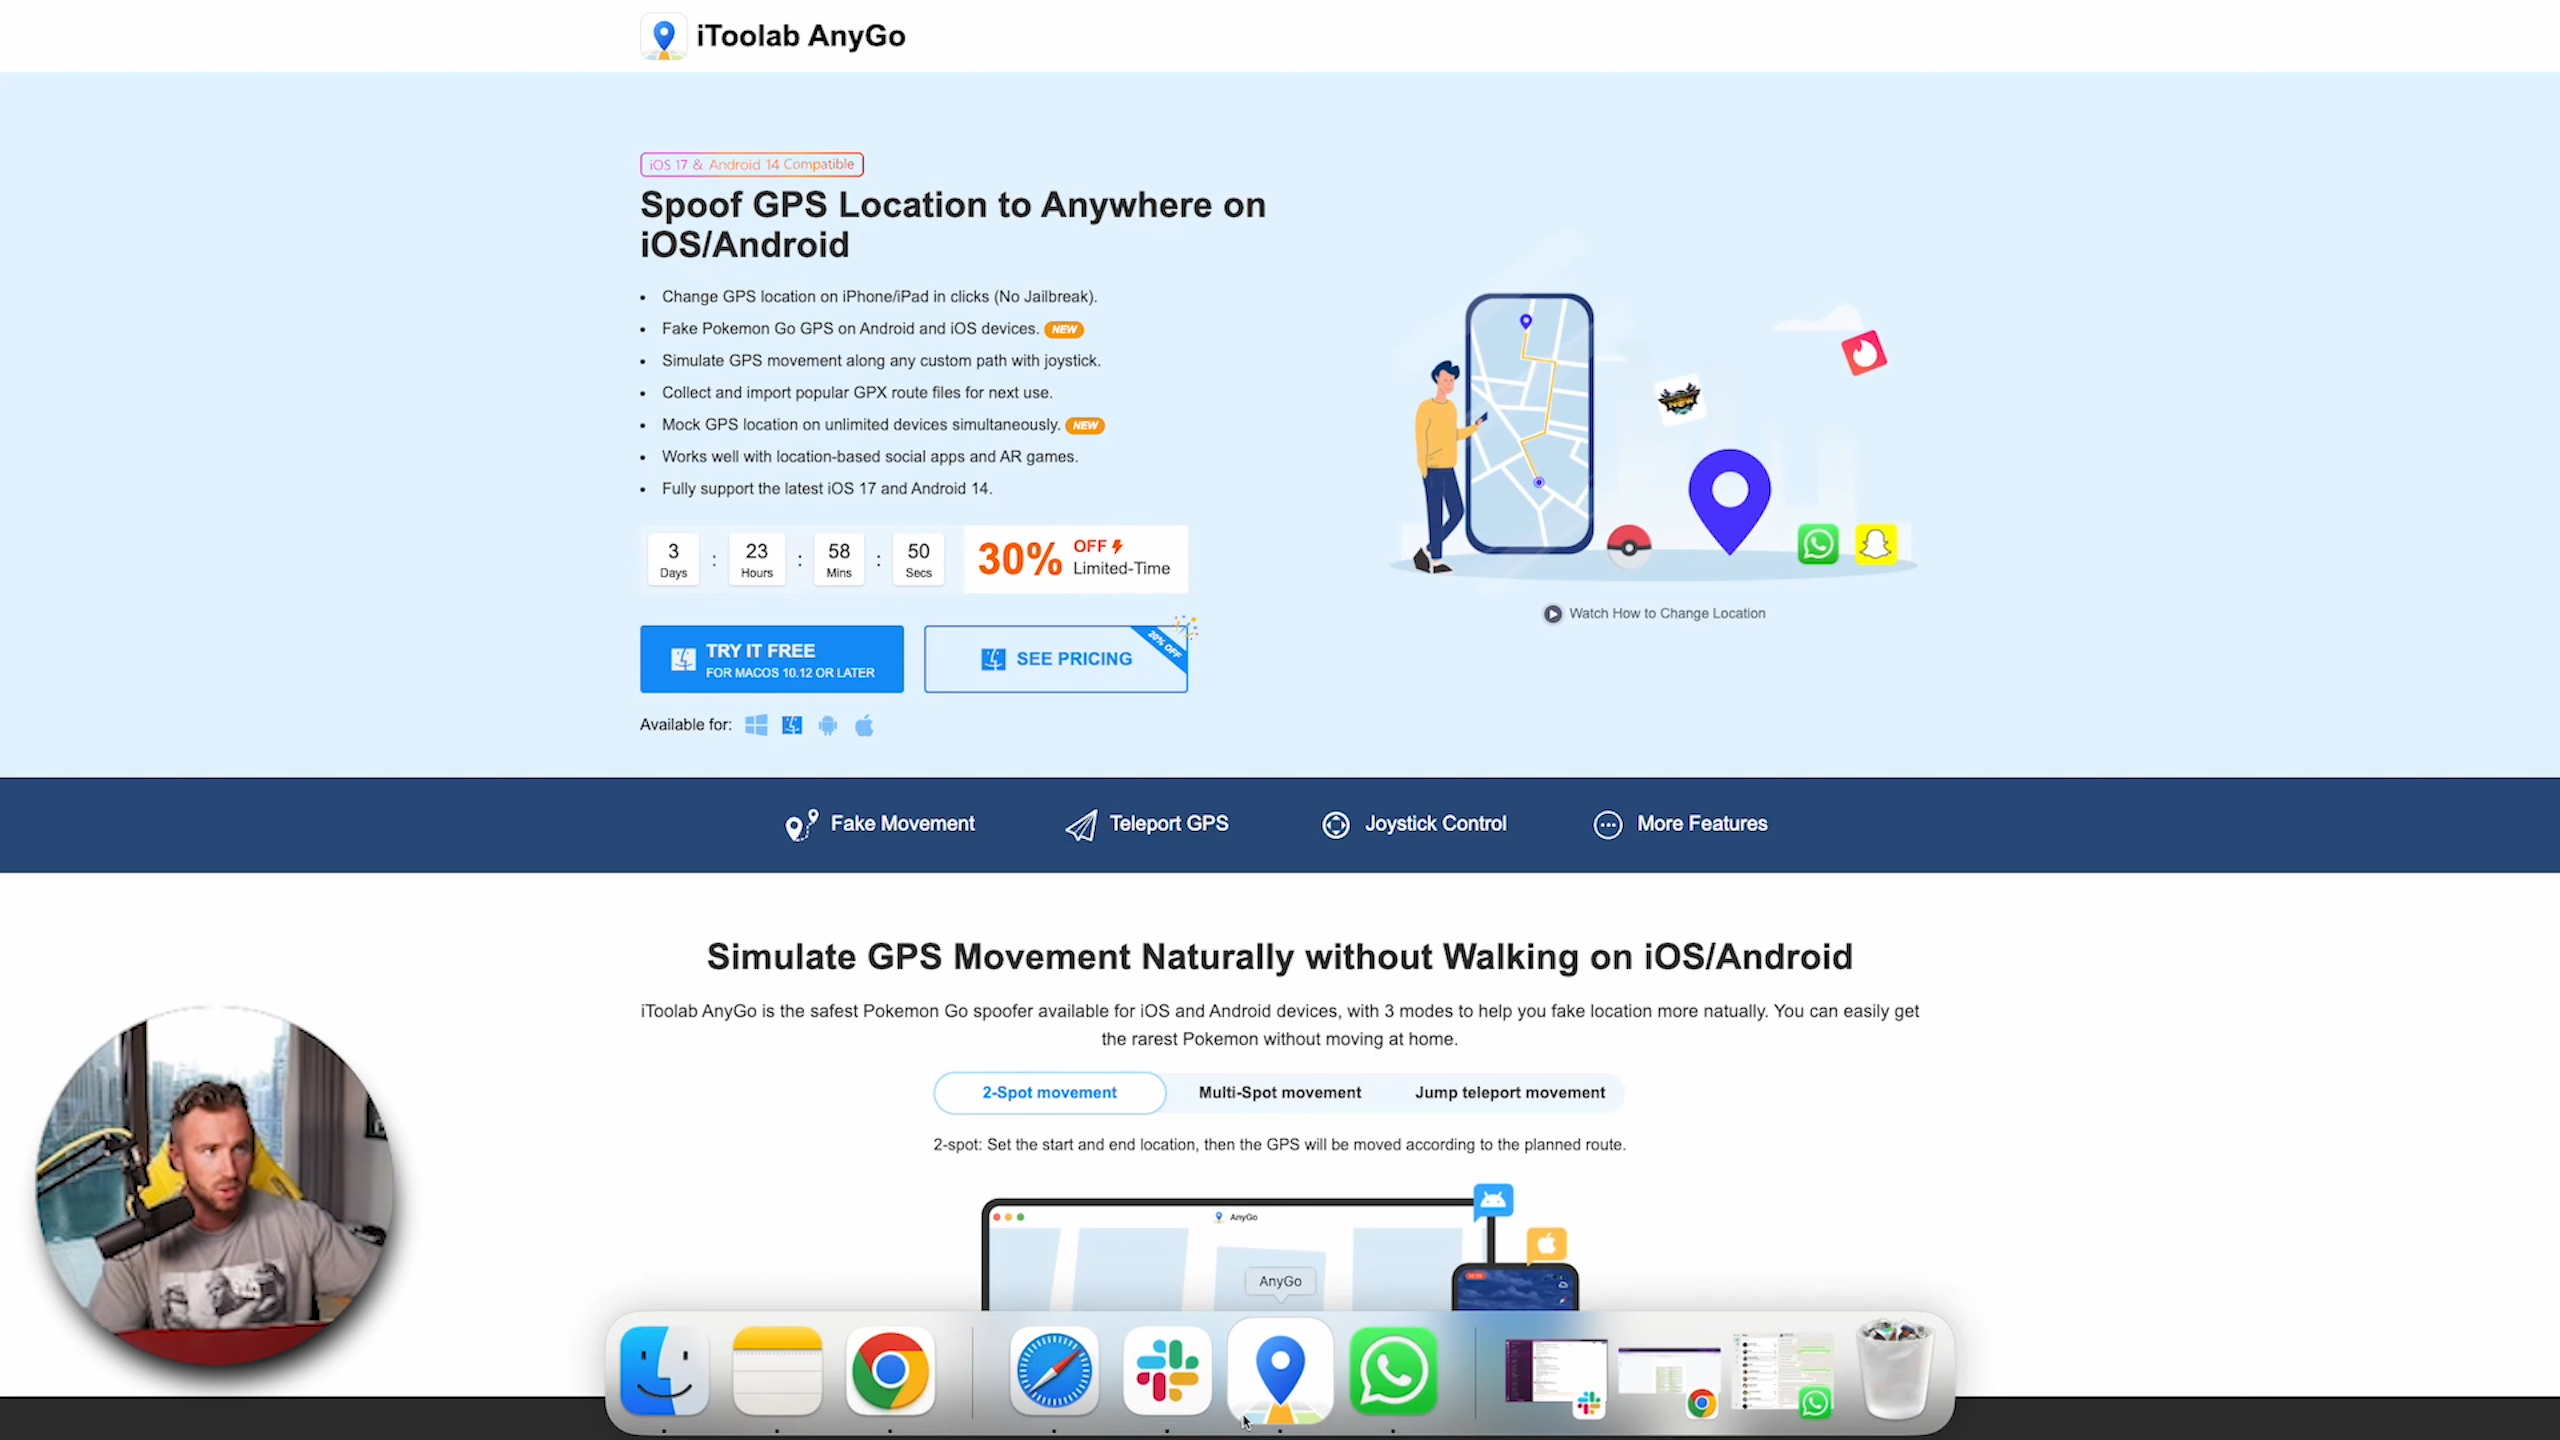 iToolab AnyGo
iOS 17 & Android 14 Compatible
Spoof GPS Location to Anywhere on
iOS/Android
• Change GPS location on iPhone/iPad in clicks (No Jailbreak).
• Fake Pokemon Go GPS on Android and iOS devices. NEW
• Simulate GPS movement along any custom path with joystick.
• Collect and import popular GPX route files for next use.
• Mock GPS location on unlimited devices simultaneously. NEW
• Works well with location-based social apps and AR games.
• Fully support the latest iOS 17 and Android 14.
3 : 23 : 58 : 50
Days Hours Mins Secs
30% OFF
Limited-Time
TRY IT FREE
FOR MACOS 10.12 OR LATER
SEE PRICING
20% OFF
Available for:
NOW
Watch How to Change Location
Fake Movement
Teleport GPS
Joystick Control
More Features
Simulate GPS Movement Naturally without Walking on iOS/Android
iToolab AnyGo is the safest Pokemon Go spoofer available for iOS and Android devices, with 3 modes to help you fake location more natually. You can easily get
the rarest Pokemon without moving at home.
2-Spot movement
Multi-Spot movement
Jump teleport movement
2-spot: Set the start and end location, then the GPS will be moved according to the planned route.
AnyGo
AnyGo